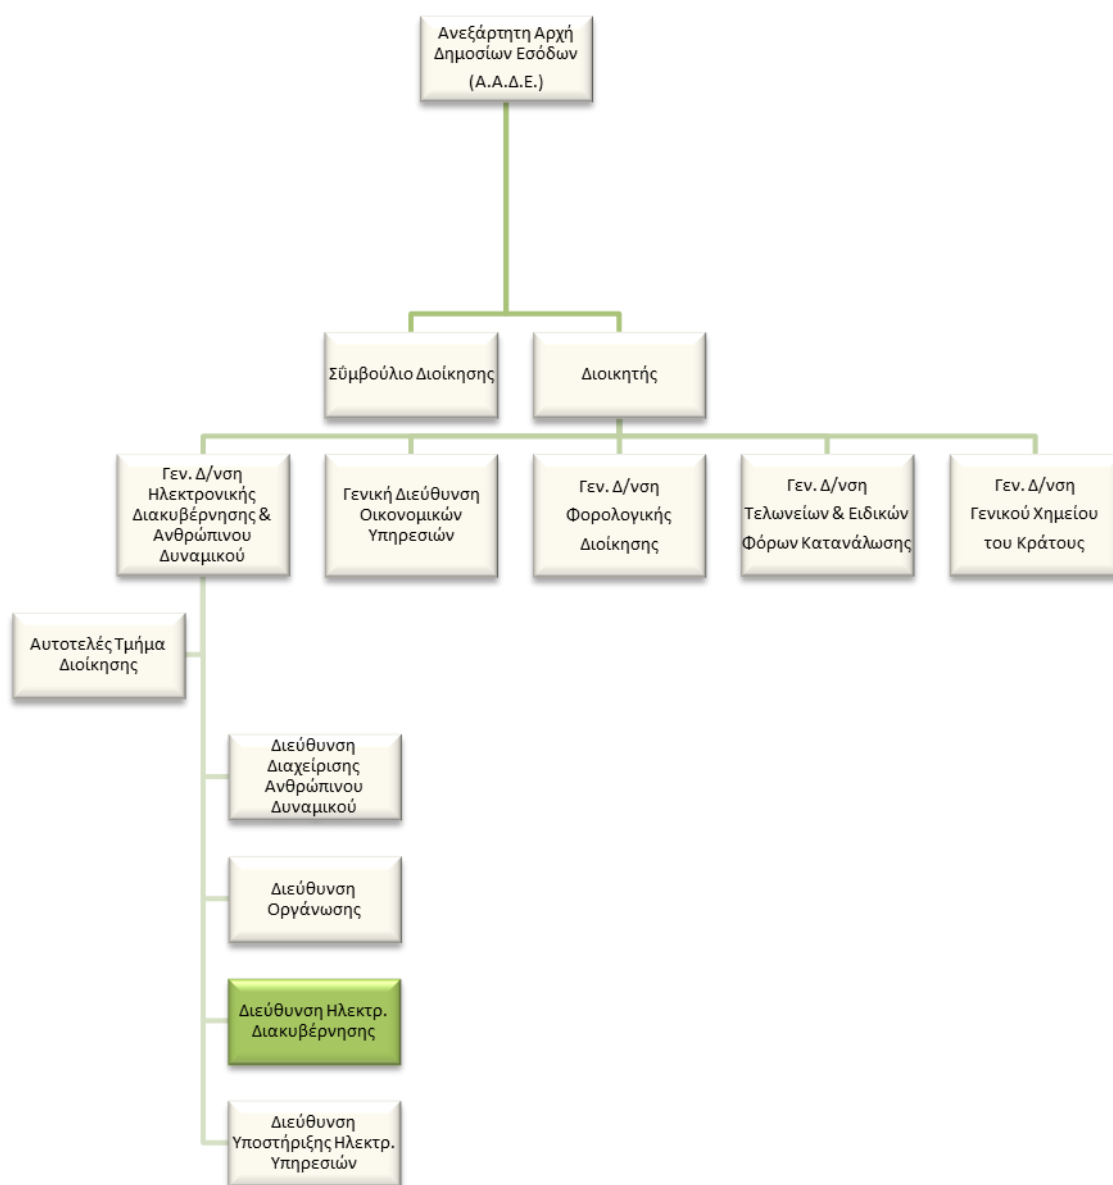 Ανεξάρτητη Αρχή
Δημοσίων Εσόδων
(Α.Α.Δ.Ε.)
Σΰμβούλιο Διοίκησης
Διοικητής
Γεν. Δ/νση
Ηλεκτρονικής
Διακυβέρνησης &
Ανθρώπινου
Δυναμικού
Γενική Διεύθυνση
Οικονομικών
Υπηρεσιών
Γεν. Δ/νση
Φορολογικής
Διοίκησης
Γεν. Δ/νση
Τελωνείων & Ειδικών
Φόρων Κατανάλωσης
Γεν. Δ/νση
Γενικού Χημείου
του Κράτους
Αυτοτελές Τμήμα
Διοίκησης
Διεύθυνση
Διαχείρισης
Ανθρώπινου
Δυναμικού
Διεύθυνση
Οργάνωσης
Διεύθυνση Ηλεκτρ.
Διακυβέρνησης
Διεύθυνση
Υποστήριξης Ηλεκτρ.
Υπηρεσιών